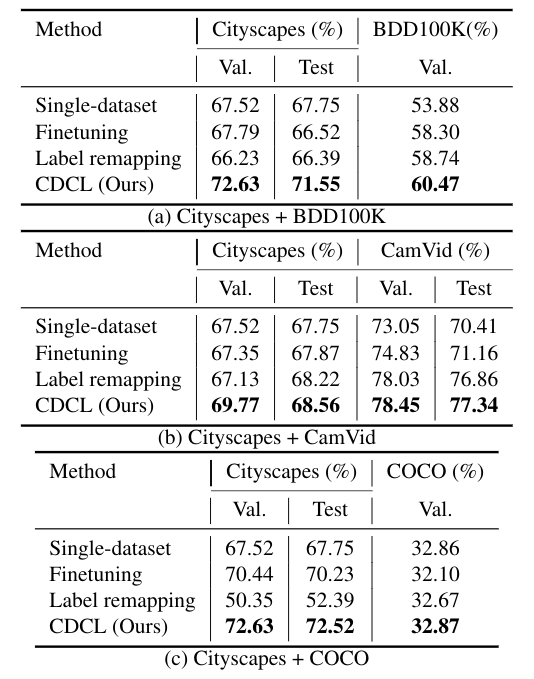 Method Cityscapes (%) BDD100K(%)
Val. Test Val.
Single-dataset 67.52 67.75 53.88
Finetuning 67.79 66.52 58.30
Label remapping 66.23 66.39 58.74
CDCL (Ours) 72.63 71.55 60.47
(a) Cityscapes + BDD100K
Method Cityscapes (%) CamVid (%)
Val. Test Val. Test
Single-dataset 67.52 67.75 73.05 70.41
Finetuning 67.35 67.87 74.83 71.16
Label remapping 67.13 68.22 78.03 76.86
CDCL (Ours) 69.77 68.56 78.45 77.34
(b) Cityscapes + CamVid
Method Cityscapes (%) COCO (%)
Val. Test Val.
Single-dataset 67.52 67.75 32.86
Finetuning 70.44 70.23 32.10
Label remapping 50.35 52.39 32.67
CDCL (Ours) 72.63 72.52 32.87
(c) Cityscapes + COCO